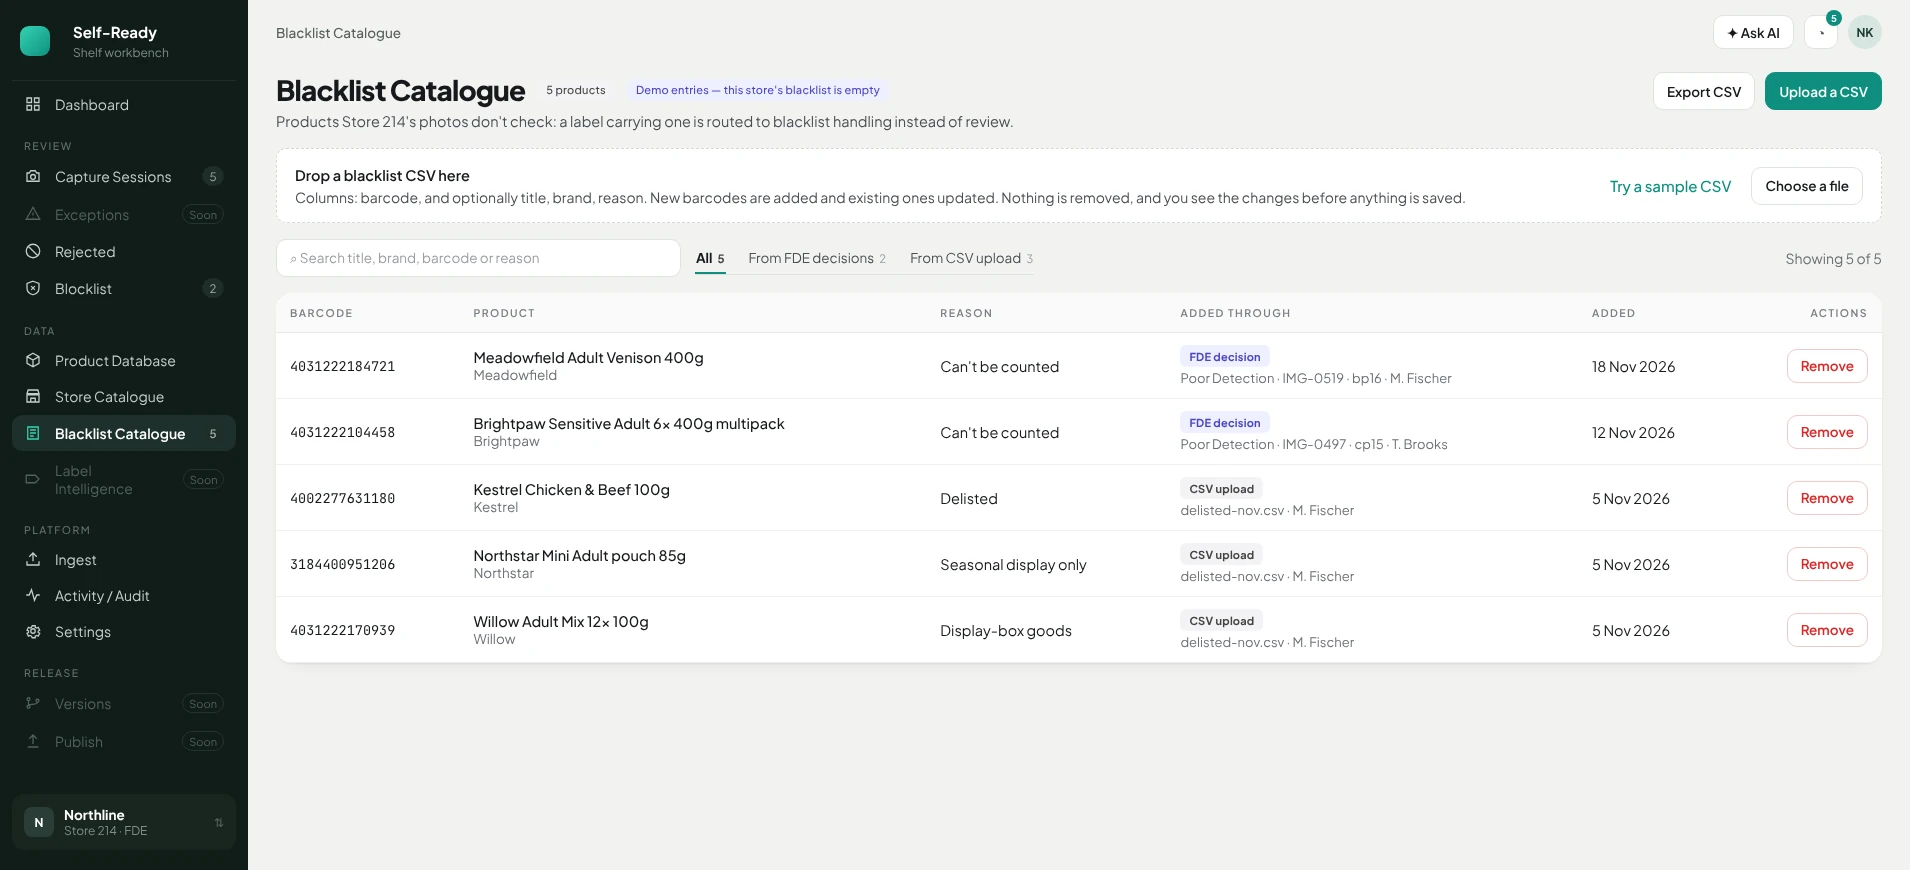 Self-Ready
Shelf workbench
Dashboard
REVIEW
Capture Sessions 5
Exceptions Soon
Rejected
Blocklist 2
DATA
Product Database
Store Catalogue
Blacklist Catalogue 5
Label Intelligence Soon
PLATFORM
Ingest
Activity / Audit
Settings
RELEASE
Versions Soon
Publish Soon
N
Northline
Store 214 · FDE
Blacklist Catalogue
✦ Ask AI
5
NK
Blacklist Catalogue 5 products Demo entries — this store's blacklist is empty
Export CSV Upload a CSV
Products Store 214's photos don't check: a label carrying one is routed to blacklist handling instead of review.
Drop a blacklist CSV here
Columns: barcode, and optionally title, brand, reason. New barcodes are added and existing ones updated. Nothing is removed, and you see the changes before anything is saved.
Try a sample CSV Choose a file
Search title, brand, barcode or reason
All 5 From FDE decisions 2 From CSV upload 3
Showing 5 of 5
BARCODE PRODUCT REASON ADDED THROUGH ADDED ACTIONS
4031222184721 Meadowfield Adult Venison 400g Can't be counted FDE decision 18 Nov 2026 Remove
Meadowfield Poor Detection · IMG-0519 · bp16 · M. Fischer
4031222104458 Brightpaw Sensitive Adult 6× 400g multipack Can't be counted FDE decision 12 Nov 2026 Remove
Brightpaw Poor Detection · IMG-0497 · cp15 · T. Brooks
4002277631180 Kestrel Chicken & Beef 100g Delisted CSV upload 5 Nov 2026 Remove
Kestrel delisted-nov.csv · M. Fischer
3184400951206 Northstar Mini Adult pouch 85g Seasonal display only CSV upload 5 Nov 2026 Remove
Northstar delisted-nov.csv · M. Fischer
4031222170939 Willow Adult Mix 12× 100g Display-box goods CSV upload 5 Nov 2026 Remove
Willow delisted-nov.csv · M. Fischer